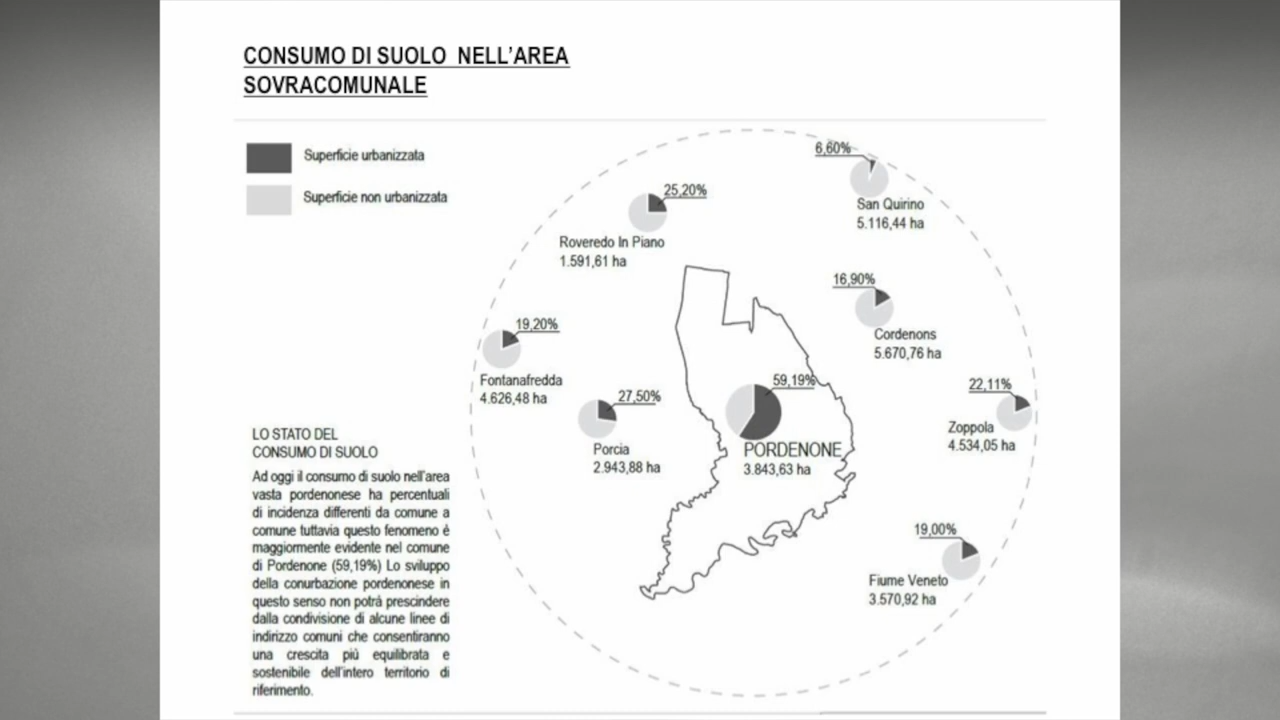 CONSUMO DI SUOLO NELL'AREA
SOVRACOMUNALE
Superficie urbanizzata
Superficie non urbanizzata
6,60%
San Quirino
5.116,44 ha
25,20%
Roveredo In Piano
1.591,61 ha
16,90%
Cordenons
5.670,76 ha
19,20%
Fontanafredda
4.626,48 ha
27,50%
Porcia
2.943,88 ha
59,19%
PORDENONE
3.843,63 ha
22,11%
Zoppola
4.534,05 ha
19,00%
Fiume Veneto
3.570,92 ha
LO STATO DEL
CONSUMO DI SUOLO
Ad oggi il consumo di suolo nell'area
vasta pordenonese ha percentuali
di incidenza differenti da comune a
comune tuttavia questo fenomeno è
maggiormente evidente nel comune
di Pordenone (59,19%) Lo sviluppo
della conurbazione pordenonese in
questo senso non potrà prescindere
dalla condivisione di alcune linee di
indirizzo comuni che consentiranno
una crescita più equilibrata e
sostenibile dell'intero territorio di
riferimento.